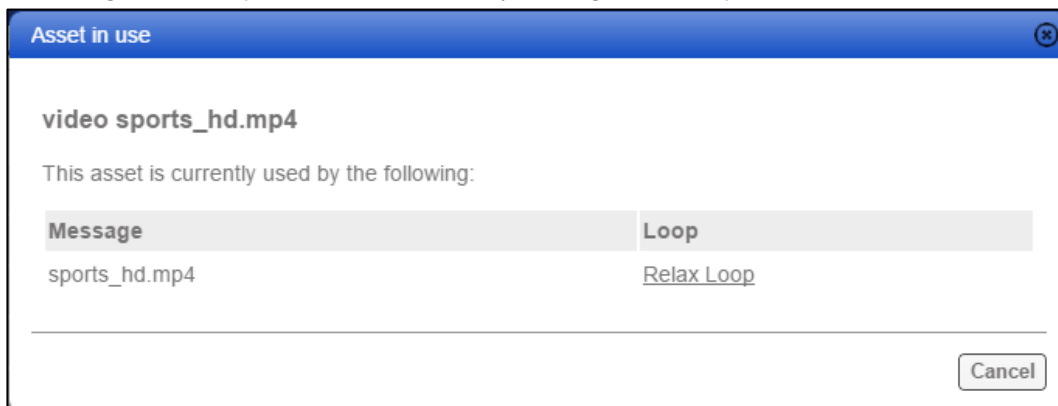 Asset in use
video sports_hd.mp4
This asset is currently used by the following:
Message Loop
sports_hd.mp4 Relax Loop
Cancel